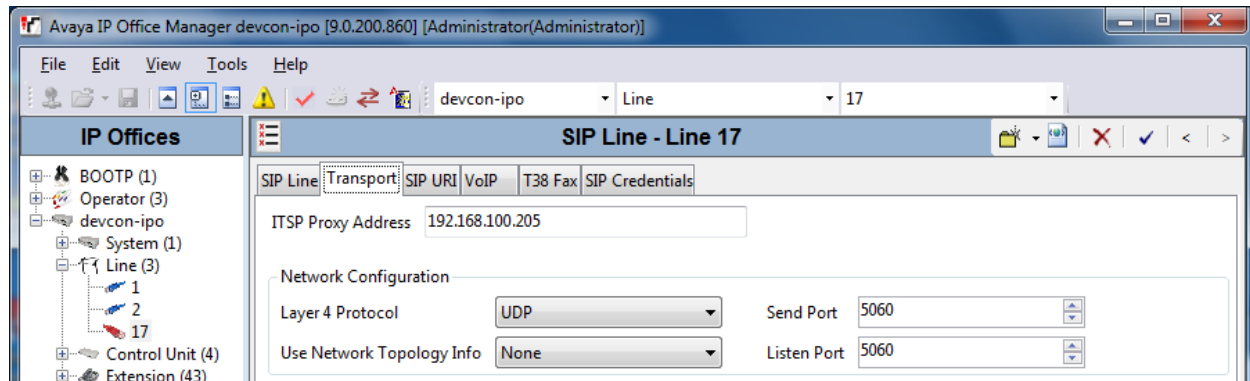 Avaya IP Office Manager devcon-ipo [9.0.200.860] [Administrator(Administrator)]
File Edit View Tools Help
devcon-ipo Line 17
IP Offices
SIP Line - Line 17
BOOTP (1)
Operator (3)
devcon-ipo
System (1)
Line (3)
1
2
17
Control Unit (4)
Extension (43)
SIP Line Transport SIP URI VoIP T38 Fax SIP Credentials
ITSP Proxy Address 192.168.100.205
Network Configuration
Layer 4 Protocol UDP Send Port 5060
Use Network Topology Info None Listen Port 5060